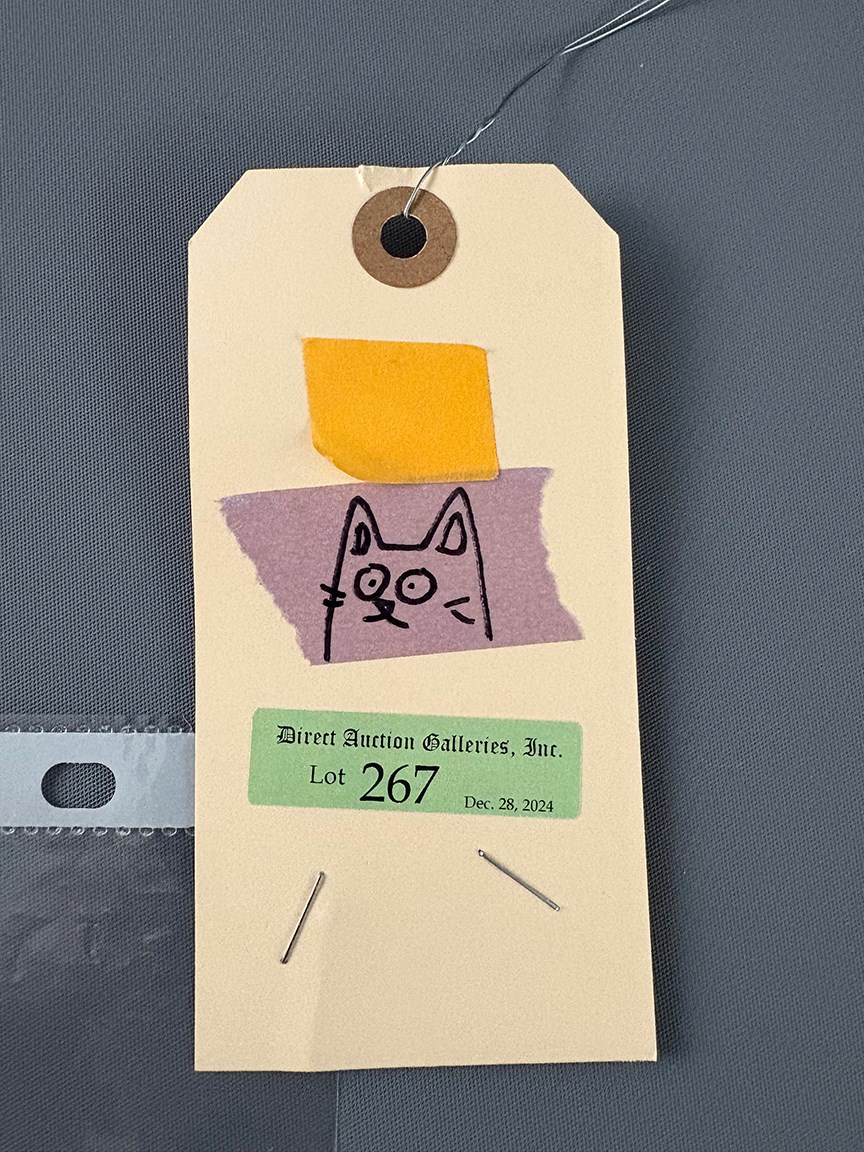 Direct Auction Galleries, Inc.
Lot 267
Dec. 28, 2024